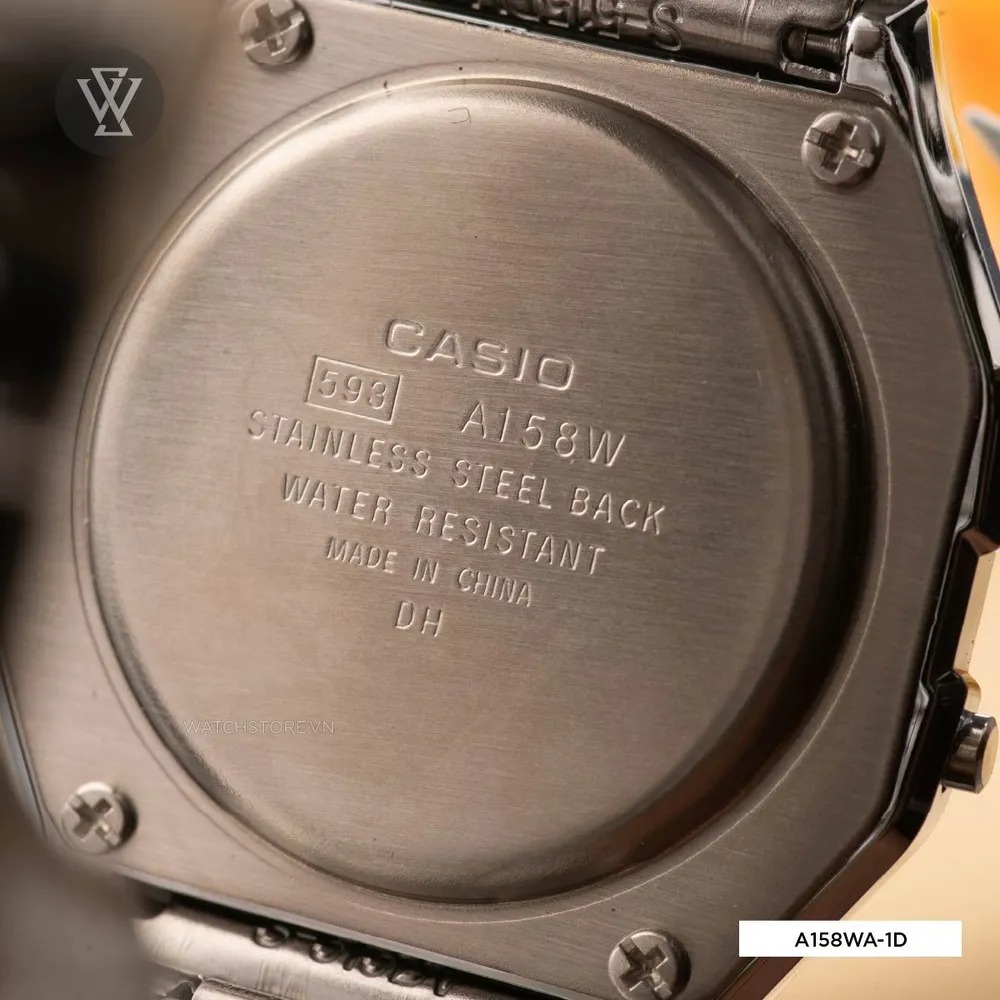 CASIO
593 A158W
STAINLESS STEEL BACK
WATER RESISTANT
MADE IN CHINA
DH
WATCHSTORE.VN
A158WA-1D